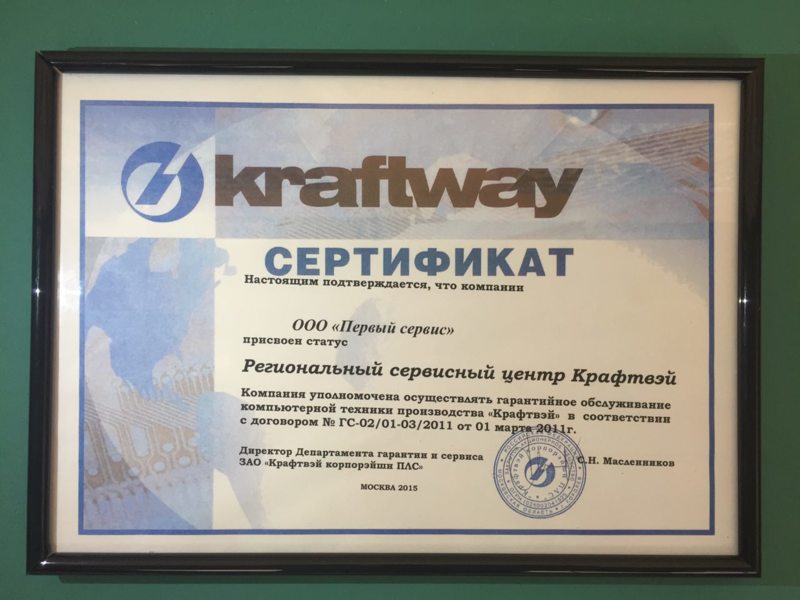 kraftway
СЕРТИФИКАТ
Настоящим подтверждается, что компании
ООО «Первый сервис»
присвоен статус
Региональный сервисный центр Крафтвэй
Компания уполномочена осуществлять гарантийное обслуживание
компьютерной техники производства «Крафтвэй» в соответствии
с договором № ГС-02/01-03/2011 от 01 марта 2011г.
Директор Департамента гарантии и сервиса
ЗАО «Крафтвэй корпорэйшн ПЛС»
С.Н. Масленников
МОСКВА 2015